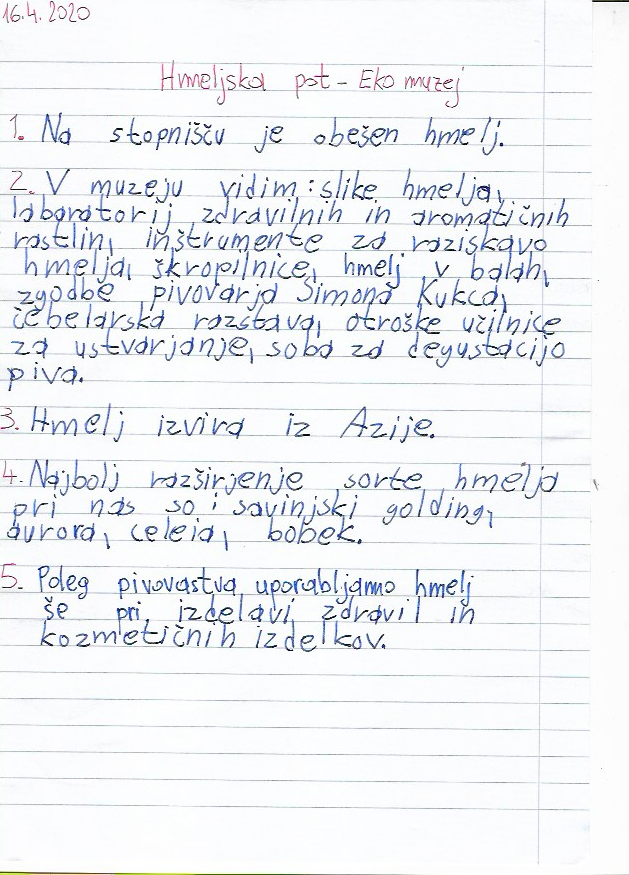 16.4.2020
Hmeljska pot - Eko muzej
1. Na stopnišču je obešen hmelj.
2. V muzeju vidim: slike hmelja,
laboratorij zdravilnih in aromatičnih
rastlin, inštrumente za raziskavo
hmelja, škropilnice, hmelj v balah,
zgodbe pivovarja Simona Kukca,
čebelarska razstava, otroške učilnice
za ustvarjanje, soba za degustacijo
piva.
3. Hmelj izvira iz Azije.
4. Najbolj razširjenje sorte hmelja
pri nas so: savinjski golding,
aurora, celeia, bobek.
5. Poleg pivovastva uporabljamo hmelj
še pri izdelavi zdravil in
kozmetičnih izdelkov.